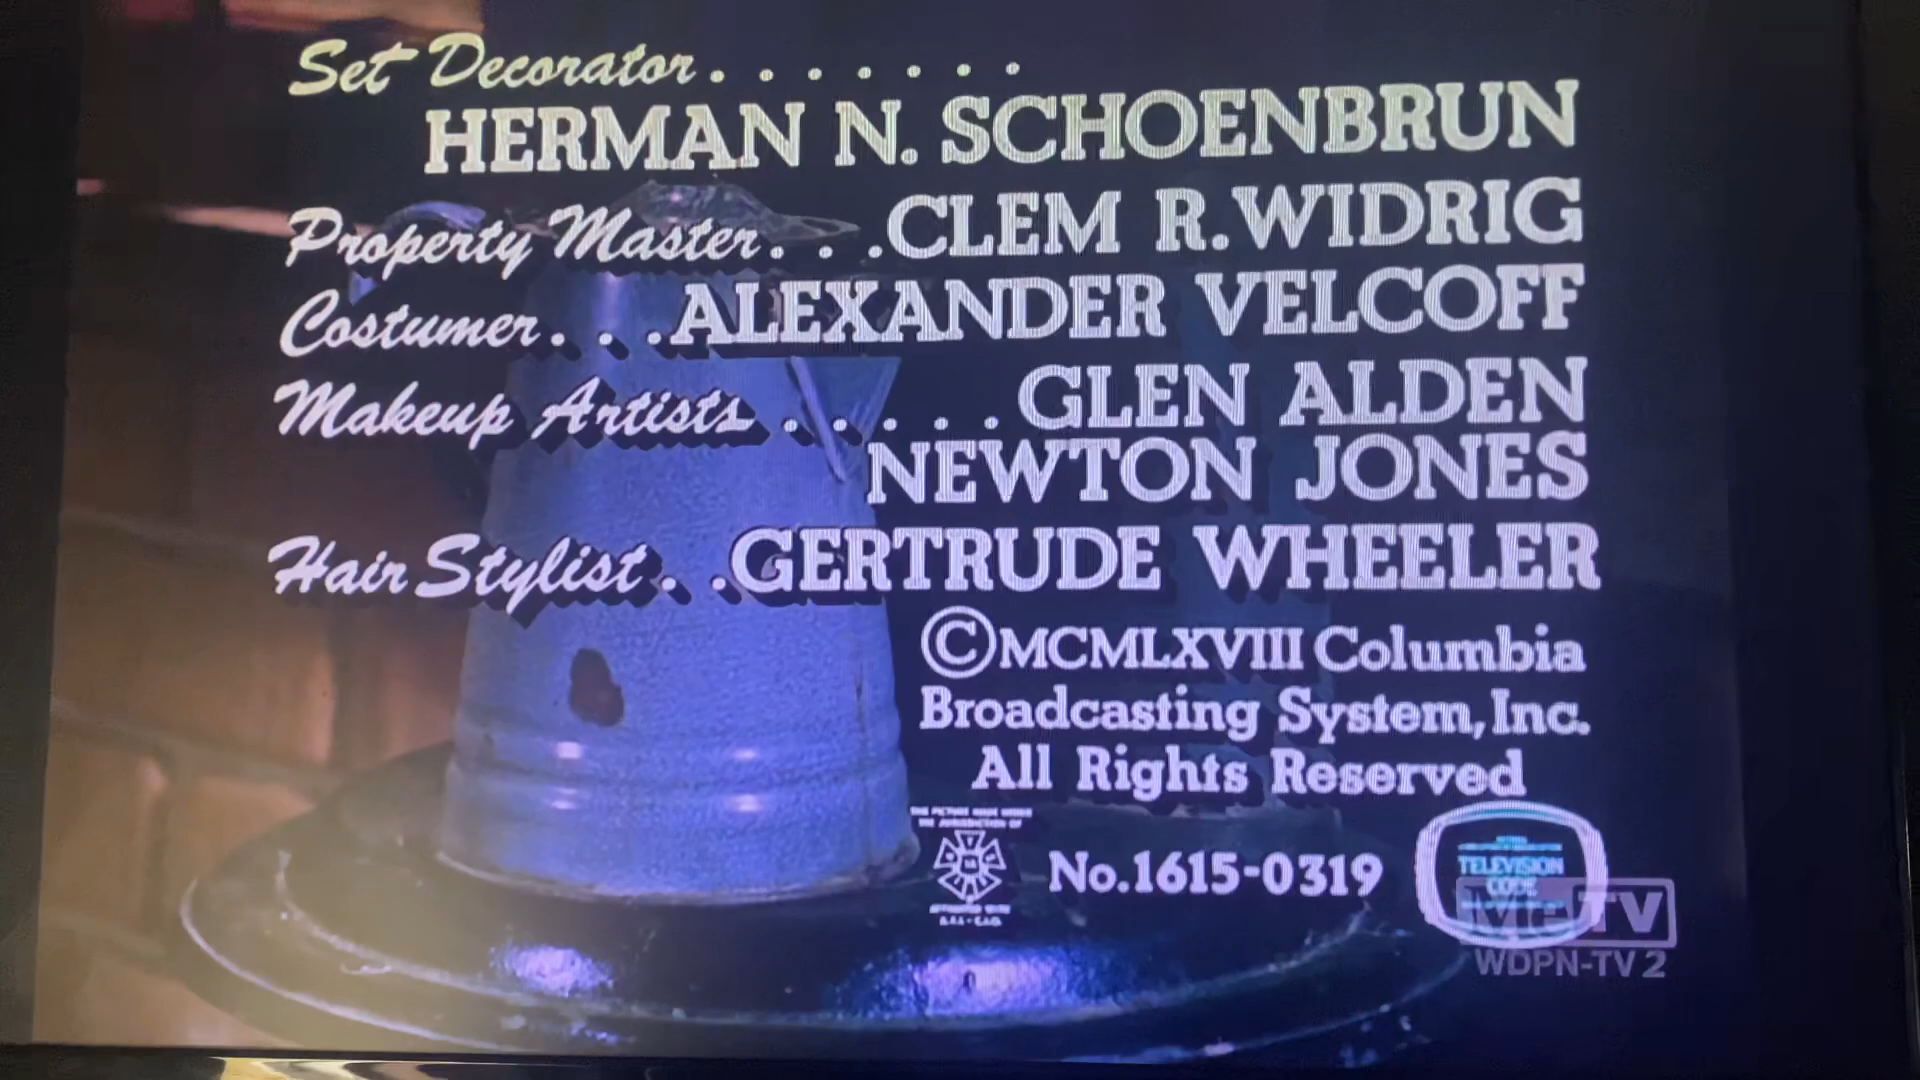 Set Decorator. . . . . . .
HERMAN N. SCHOENBRUN
Property Master. . .CLEM R.WIDRIG
Costumer. . .ALEXANDER VELCOFF
Makeup Artists . . . . .GLEN ALDEN
NEWTON JONES
Hair Stylist. .GERTRUDE WHEELER
©MCMLXVIII Columbia
Broadcasting System, Inc.
All Rights Reserved
No.1615-0319
TELEVISION
CODE
MeTV
WDPN-TV 2